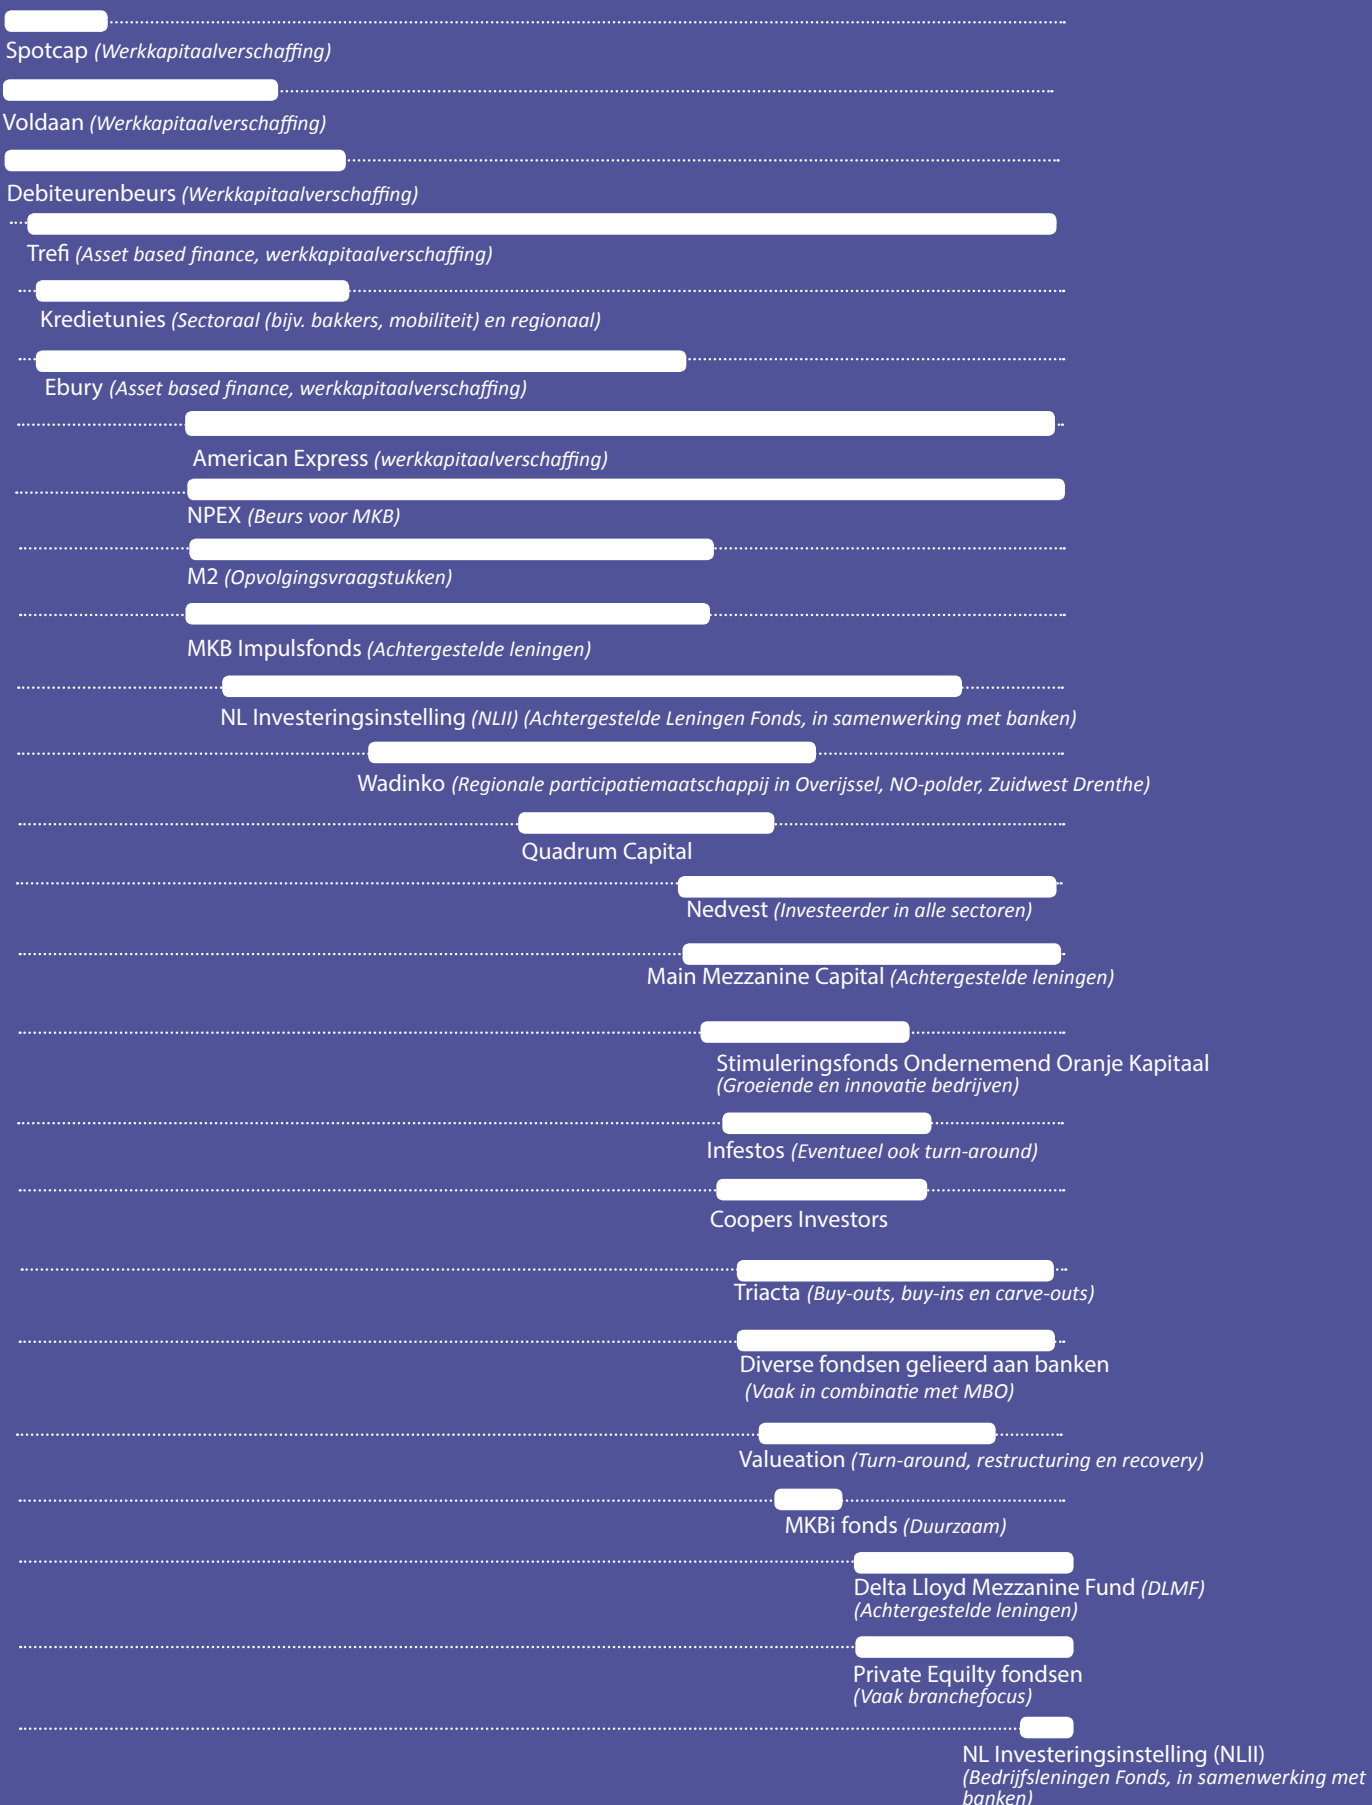 Spotcap (Werkkapitaalverschaffing)
Voldaan (Werkkapitaalverschaffing)
Debiteurenbeurs (Werkkapitaalverschaffing)
Trefi (Asset based finance, werkkapitaalverschaffing)
Kredietunies (Sectoraal (bijv. bakkers, mobiliteit) en regionaal)
Ebury (Asset based finance, werkkapitaalverschaffing)
American Express (werkkapitaalverschaffing)
NPEX (Beurs voor MKB)
M2 (Opvolgingsvraagstukken)
MKB Impulsfonds (Achtergestelde leningen)
NL Investeringsinstelling (NLII) (Achtergestelde Leningen Fonds, in samenwerking met banken)
Wadinko (Regionale participatiemaatschappij in Overijssel, NO-polder, Zuidwest Drenthe)
Quadrum Capital
Nedvest (Investeerder in alle sectoren)
Main Mezzanine Capital (Achtergestelde leningen)
Stimuleringsfonds Ondernemend Oranje Kapitaal
(Groeiende en innovatie bedrijven)
Infestos (Eventueel ook turn-around)
Coopers Investors
Triacta (Buy-outs, buy-ins en carve-outs)
Diverse fondsen gelieerd aan banken
(Vaak in combinatie met MBO)
Valueation (Turn-around, restructuring en recovery)
MKBi fonds (Duurzaam)
Delta Lloyd Mezzanine Fund (DLMF)
(Achtergestelde leningen)
Private Equilty fondsen
(Vaak branchefocus)
NL Investeringsinstelling (NLII)
(Bedrijfsleningen Fonds, in samenwerking met
banken)